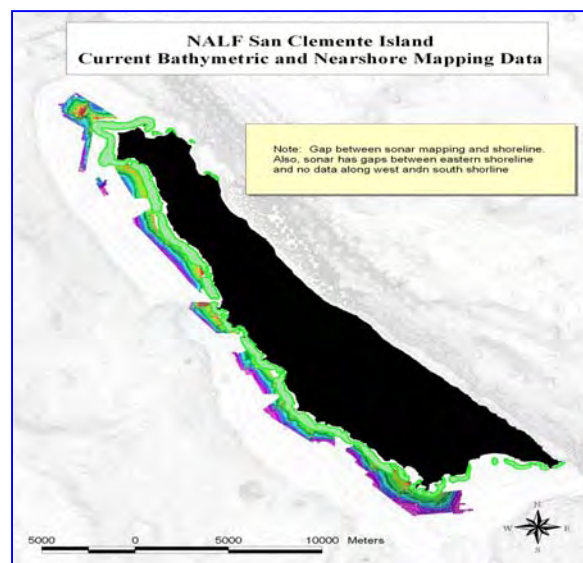 NALF San Clemente Island
Current Bathymetric and Nearshore Mapping Data
Note: Gap between sonar mapping and shoreline.
Also, sonar has gaps between eastern shoreline
and no data along west andn south shorline
N
W E
S
5000 0 5000 10000 Meters